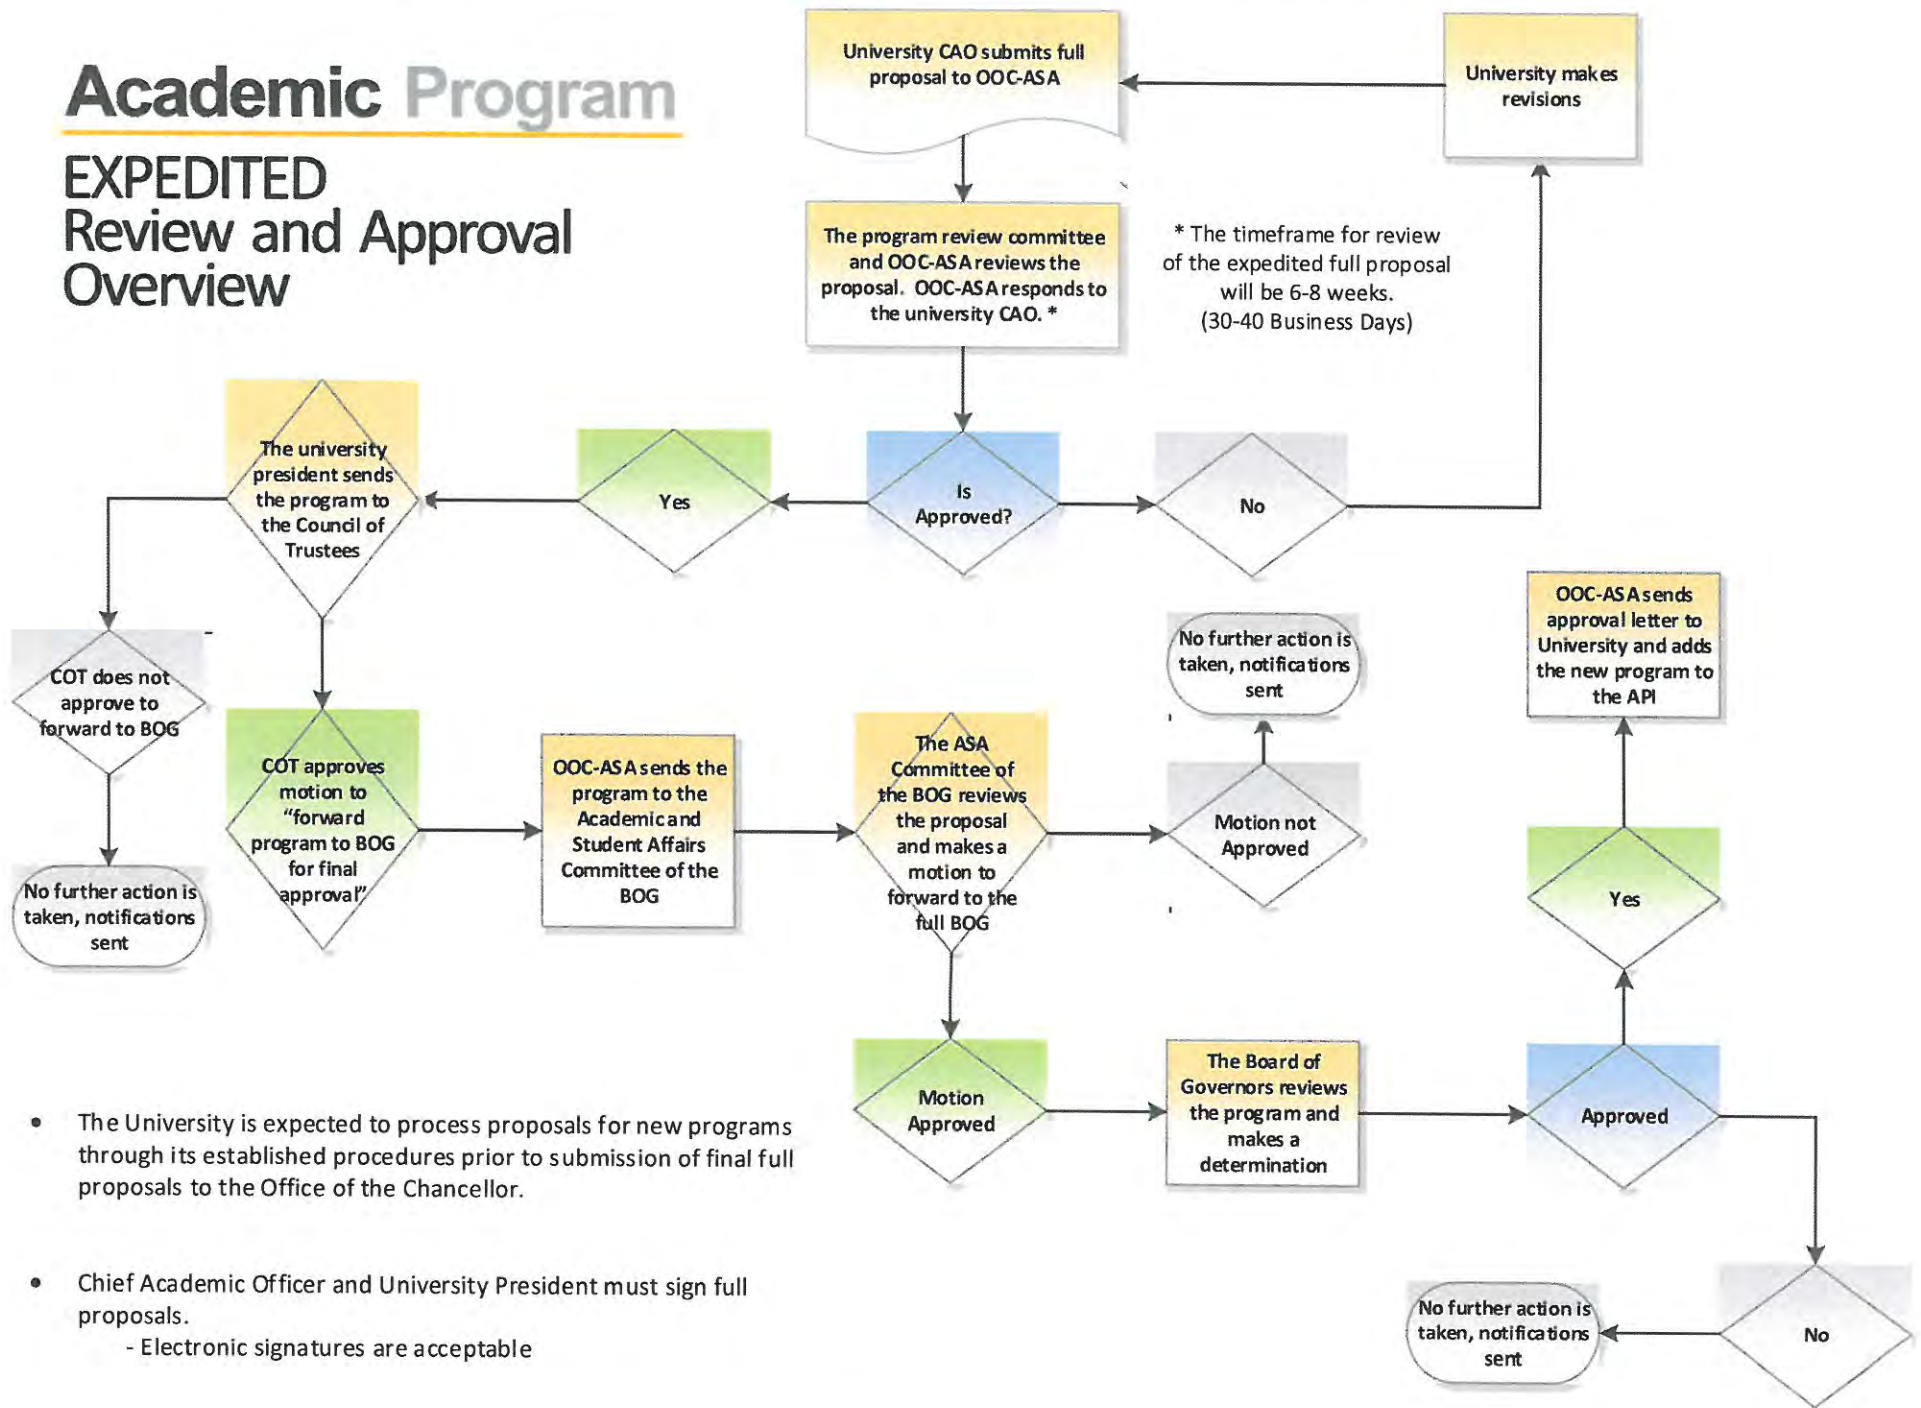 Academic Program
EXPEDITED
Review and Approval
Overview
University CAO submits full
proposal to OOC-ASA
University makes
revisions
The program review committee
and OOC-ASA reviews the
proposal. OOC-ASA responds to
the university CAO. *
* The timeframe for review
of the expedited full proposal
will be 6-8 weeks.
(30-40 Business Days)
The university
president sends
the program to
the Council of
Trustees
Yes
Is
Approved?
No
COT does not
approve to
forward to BOG
No further action is
taken, notifications
sent
COT approves
motion to
“forward
program to BOG
for final
approval”
OOC-ASA sends the
program to the
Academic and
Student Affairs
Committee of the
BOG
The ASA
Committee of
the BOG reviews
the proposal
and makes a
motion to
forward to the
full BOG
No further action is
taken, notifications
sent
Motion not
Approved
OOC-ASA sends
approval letter to
University and adds
the new program to
the API
Yes
Motion
Approved
The Board of
Governors reviews
the program and
makes a
determination
Approved
No further action is
taken, notifications
sent
No
• The University is expected to process proposals for new programs
through its established procedures prior to submission of final full
proposals to the Office of the Chancellor.
• Chief Academic Officer and University President must sign full
proposals.
- Electronic signatures are acceptable